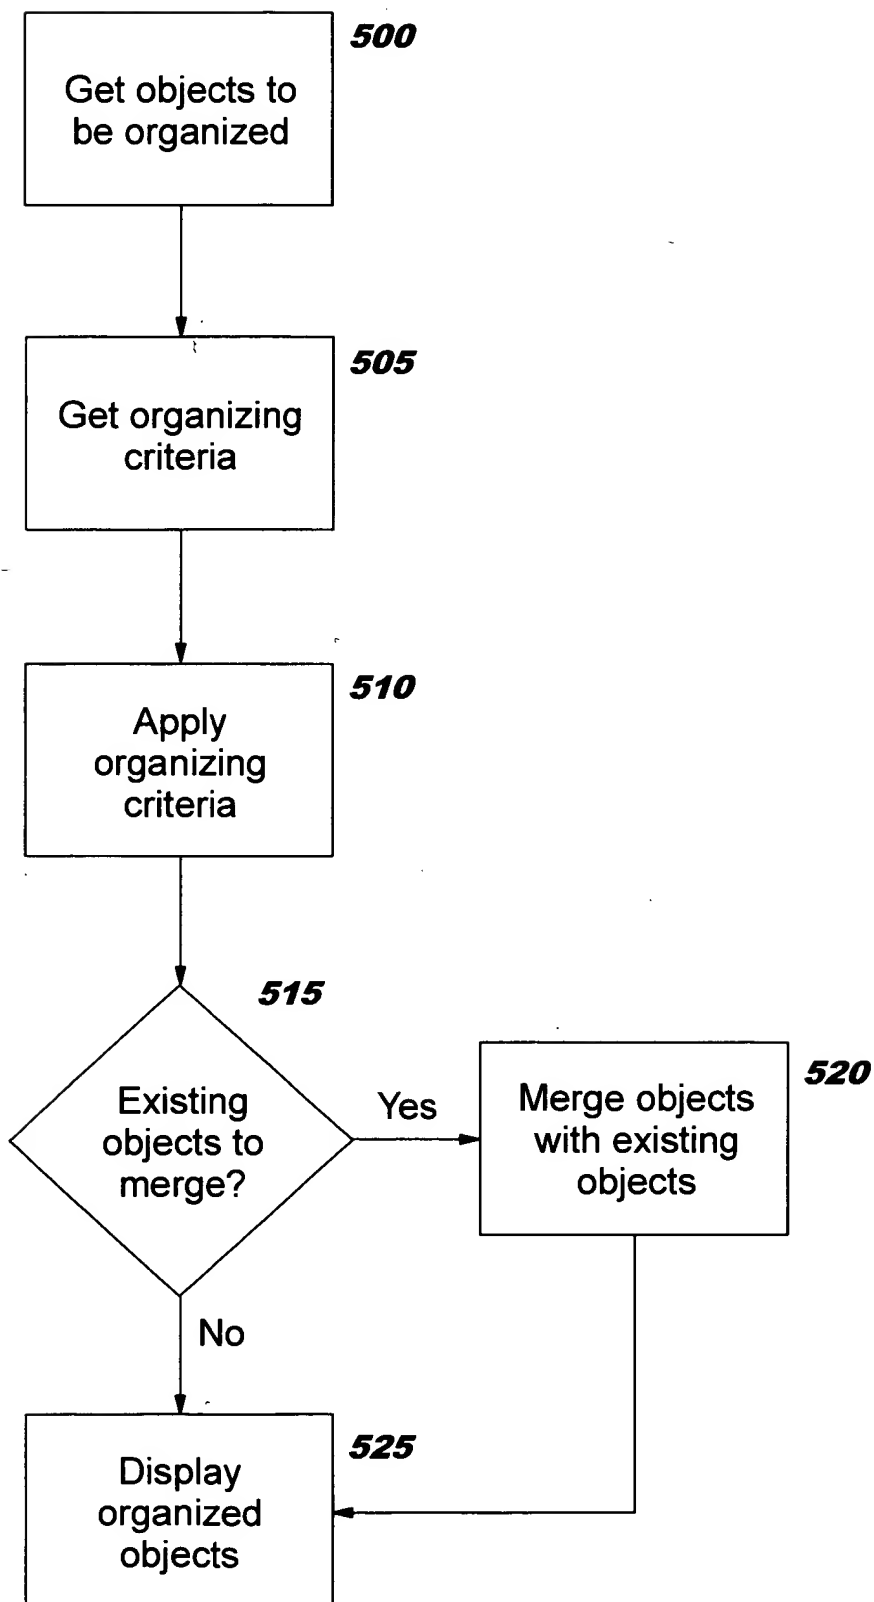 500
Get objects to
be organized
505
Get organizing
criteria
510
Apply
organizing
criteria
515
Existing
objects to
merge?
Yes
520
Merge objects
with existing
objects
No
525
Display
organized
objects